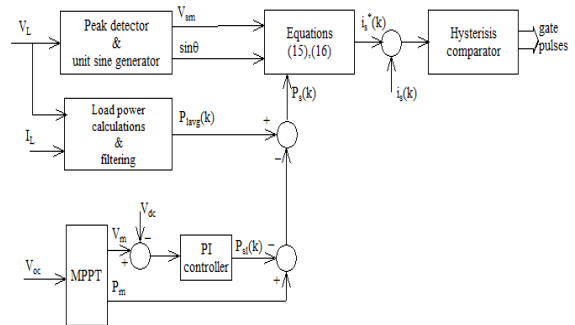 V_L
Peak detector
&
unit sine generator
V_sm
sinθ
Equations
(15),(16)
i_s*(k)
Hysterisis
comparator
gate
pulses
i_s(k)
P_s(k)
I_L
Load power
calculations
&
filtering
P_lavg(k)
+
−
V_oc
MPPT
V_m
V_dc
−
+
PI
controller
P_sl(k)
−
+
P_m